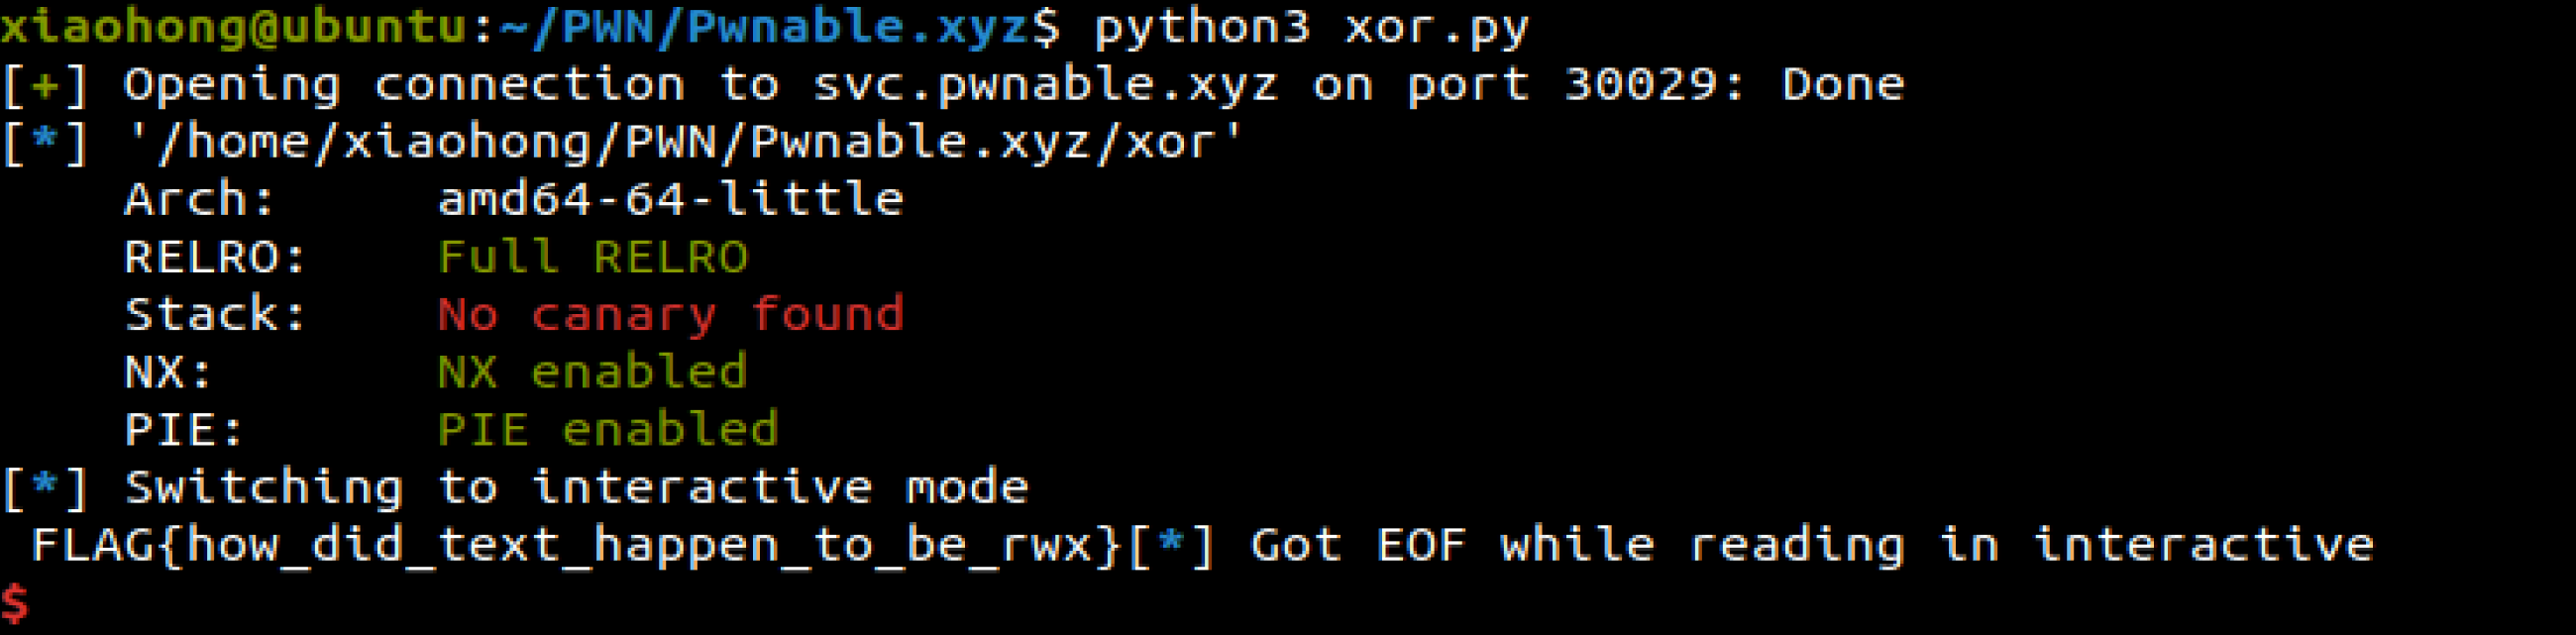 xiaohong@ubuntu:~/PWN/Pwnable.xyz$ python3 xor.py
[+] Opening connection to svc.pwnable.xyz on port 30029: Done
[*] '/home/xiaohong/PWN/Pwnable.xyz/xor'
    Arch:     amd64-64-little
    RELRO:    Full RELRO
    Stack:    No canary found
    NX:       NX enabled
    PIE:      PIE enabled
[*] Switching to interactive mode
 FLAG{how_did_text_happen_to_be_rwx}[*] Got EOF while reading in interactive
$